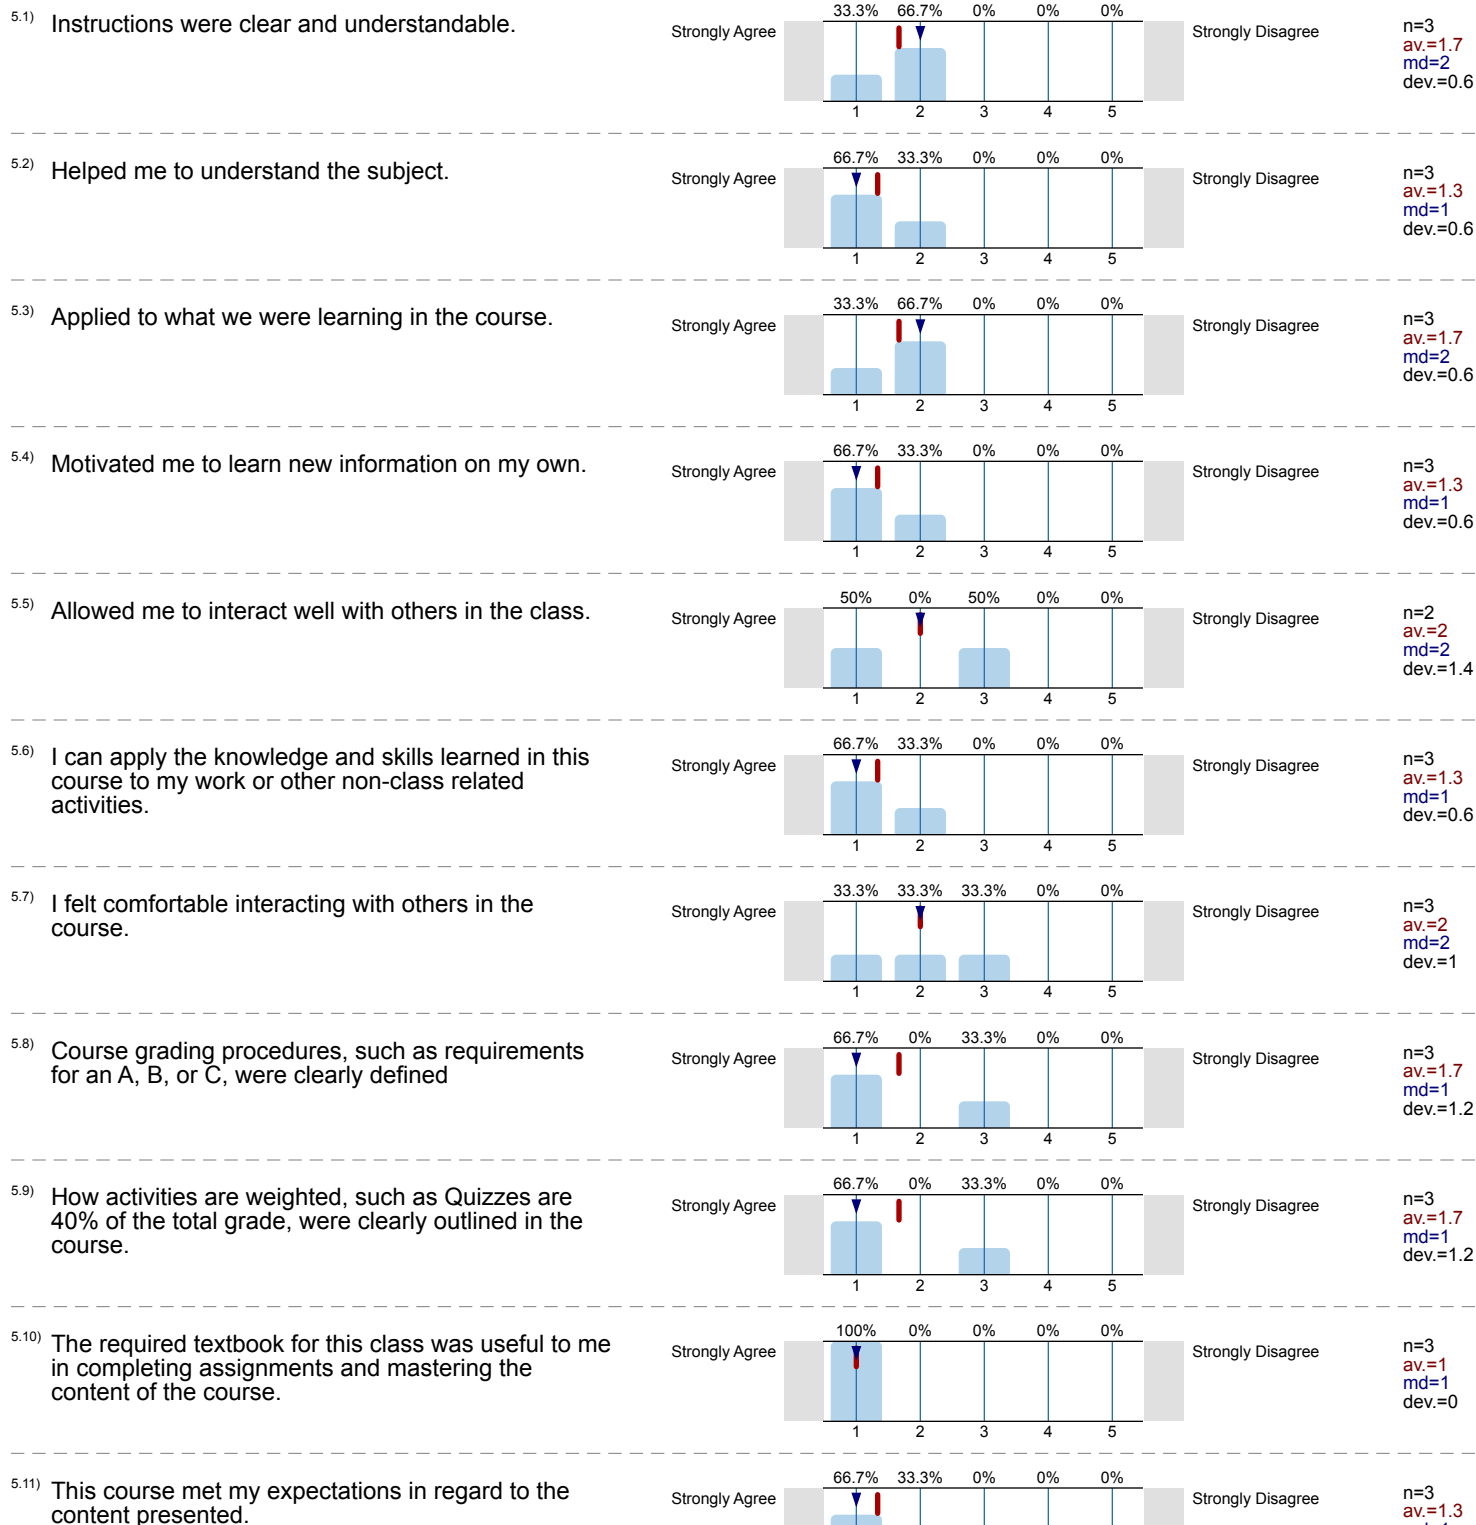 5.1) Instructions were clear and understandable.
33.3% 66.7% 0% 0% 0%
Strongly Agree Strongly Disagree
n=3
av.=1.7
md=2
dev.=0.6
1 2 3 4 5
5.2) Helped me to understand the subject.
66.7% 33.3% 0% 0% 0%
Strongly Agree Strongly Disagree
n=3
av.=1.3
md=1
dev.=0.6
1 2 3 4 5
5.3) Applied to what we were learning in the course.
33.3% 66.7% 0% 0% 0%
Strongly Agree Strongly Disagree
n=3
av.=1.7
md=2
dev.=0.6
1 2 3 4 5
5.4) Motivated me to learn new information on my own.
66.7% 33.3% 0% 0% 0%
Strongly Agree Strongly Disagree
n=3
av.=1.3
md=1
dev.=0.6
1 2 3 4 5
5.5) Allowed me to interact well with others in the class.
50% 0% 50% 0% 0%
Strongly Agree Strongly Disagree
n=2
av.=2
md=2
dev.=1.4
1 2 3 4 5
5.6) I can apply the knowledge and skills learned in this
course to my work or other non-class related
activities.
66.7% 33.3% 0% 0% 0%
Strongly Agree Strongly Disagree
n=3
av.=1.3
md=1
dev.=0.6
1 2 3 4 5
5.7) I felt comfortable interacting with others in the
course.
33.3% 33.3% 33.3% 0% 0%
Strongly Agree Strongly Disagree
n=3
av.=2
md=2
dev.=1
1 2 3 4 5
5.8) Course grading procedures, such as requirements
for an A, B, or C, were clearly defined
66.7% 0% 33.3% 0% 0%
Strongly Agree Strongly Disagree
n=3
av.=1.7
md=1
dev.=1.2
1 2 3 4 5
5.9) How activities are weighted, such as Quizzes are
40% of the total grade, were clearly outlined in the
course.
66.7% 0% 33.3% 0% 0%
Strongly Agree Strongly Disagree
n=3
av.=1.7
md=1
dev.=1.2
1 2 3 4 5
5.10) The required textbook for this class was useful to me
in completing assignments and mastering the
content of the course.
100% 0% 0% 0% 0%
Strongly Agree Strongly Disagree
n=3
av.=1
md=1
dev.=0
1 2 3 4 5
5.11) This course met my expectations in regard to the
content presented.
66.7% 33.3% 0% 0% 0%
Strongly Agree Strongly Disagree
n=3
av.=1.3